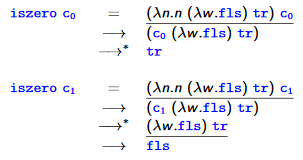 iszero c₀ = (λn.n (λw.fls) tr) c₀
⟶ (c₀ (λw.fls) tr)
⟶* tr
iszero c₁ = (λn.n (λw.fls) tr) c₁
⟶ (c₁ (λw.fls) tr)
⟶* (λw.fls) tr
⟶ fls